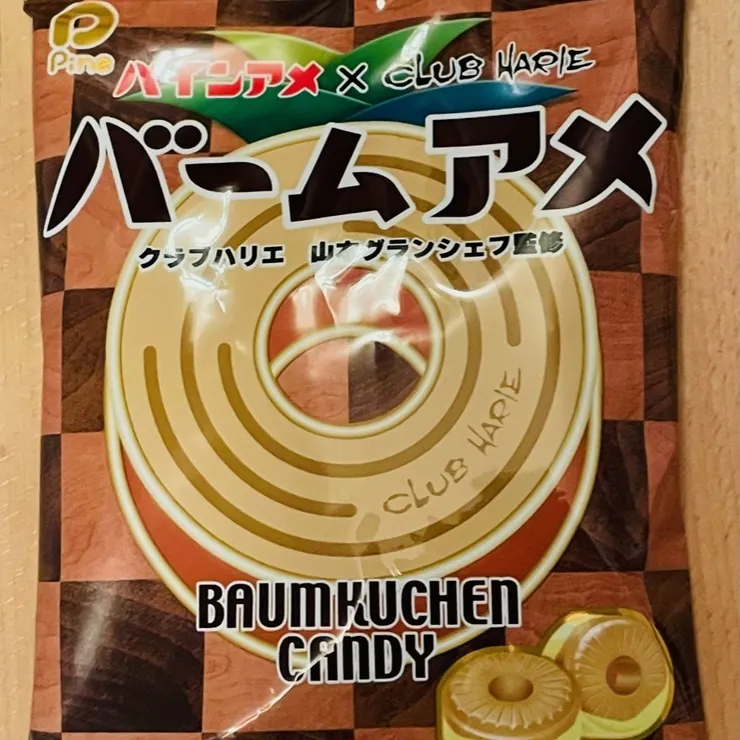 Pine
パインアメ × CLUB HARIE
バームアメ
クラブハリエ 山本グランシェフ監修
CLUB HARIE
BAUMKUCHEN
CANDY